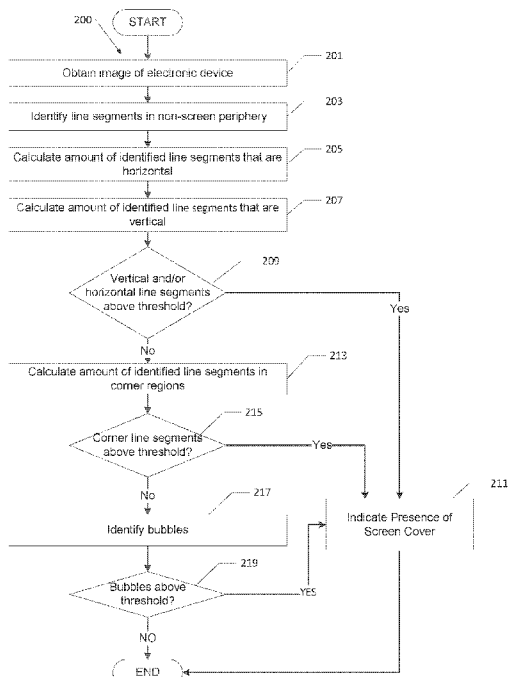 200
START
201
Obtain image of electronic device
203
Identify line segments in non-screen periphery
205
Calculate amount of identified line segments that are
horizontal
207
Calculate amount of identified line segments that are
vertical
209
Vertical and/or
horizontal line segments
above threshold?
Yes
No
213
Calculate amount of identified line segments in
corner regions
215
Corner line segments
above threshold?
Yes
No
217
211
Identify bubbles
Indicate Presence of
Screen Cover
219
Bubbles above
threshold?
YES
NO
END